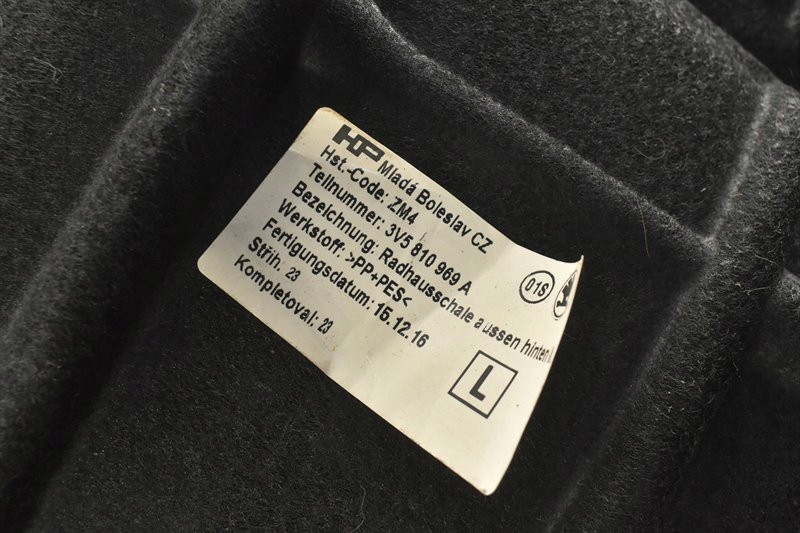 HP Mladá Boleslav CZ
Hst.-Code: ZM4
Teilnummer: 3V5 810 969 A
Bezeichnung: Radhausschale aussen hinten
Werkstoff: >PP+PES<
Fertigungsdatum: 15.12.16
Střih. 23
Kompletoval: 23
01S
L